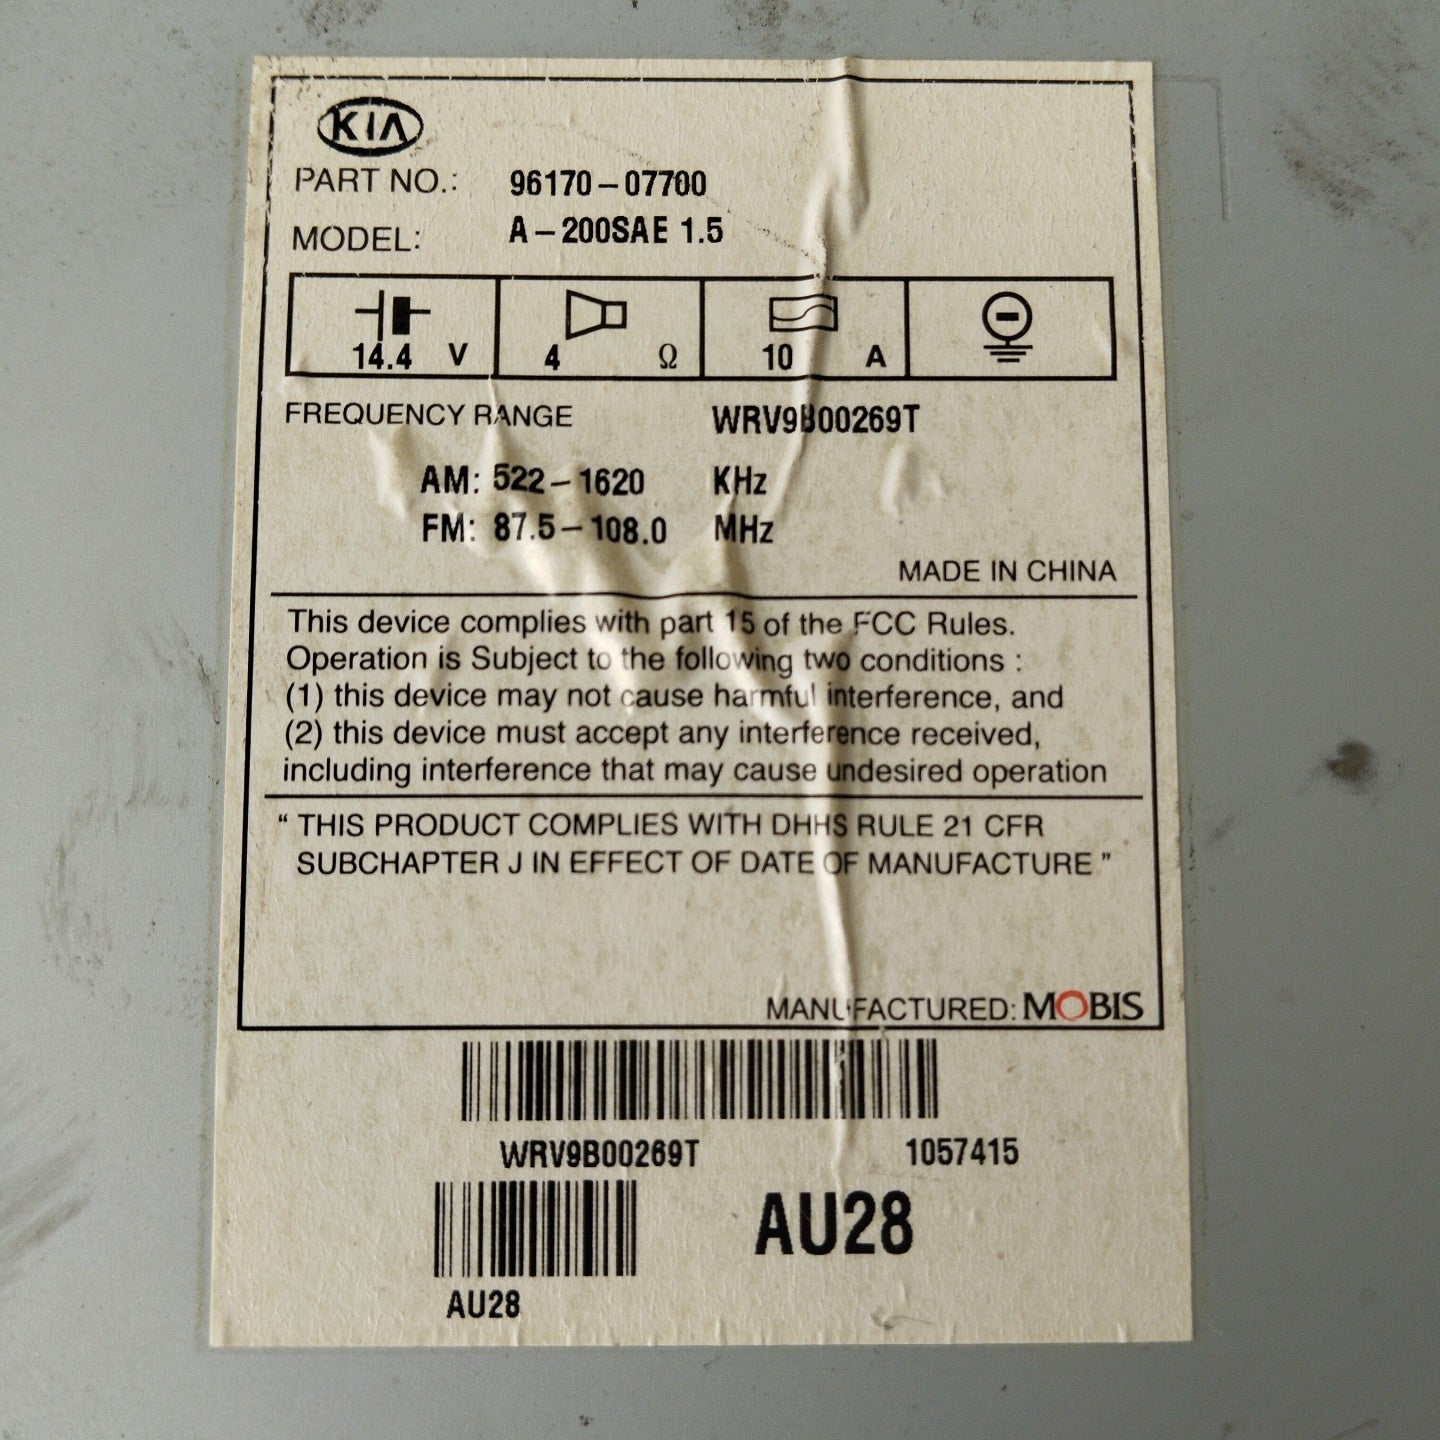 KIA
PART NO.: 96170-07700
MODEL: A-200SAE 1.5
14.4 V 4 Ω 10 A
FREQUENCY RANGE WRV9B00269T
AM: 522-1620 KHz
FM: 87.5-108.0 MHz
MADE IN CHINA
This device complies with part 15 of the FCC Rules.
Operation is Subject to the following two conditions :
(1) this device may not cause harmful interference, and
(2) this device must accept any interference received,
including interference that may cause undesired operation
“ THIS PRODUCT COMPLIES WITH DHHS RULE 21 CFR
SUBCHAPTER J IN EFFECT OF DATE OF MANUFACTURE ”
MANUFACTURED: MOBIS
WRV9B00269T 1057415
AU28
AU28